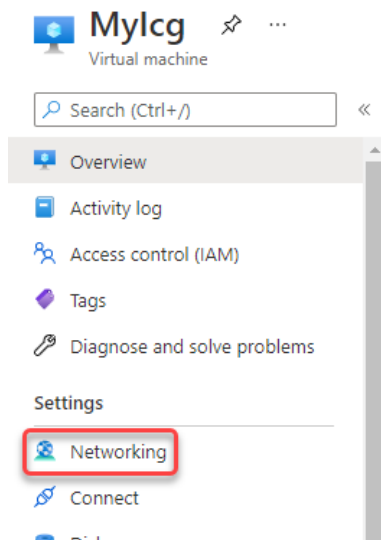 MyIcg
...
Virtual machine
Search (Ctrl+/)
Overview
Activity log
Access control (IAM)
Tags
Diagnose and solve problems
Settings
Networking
Connect